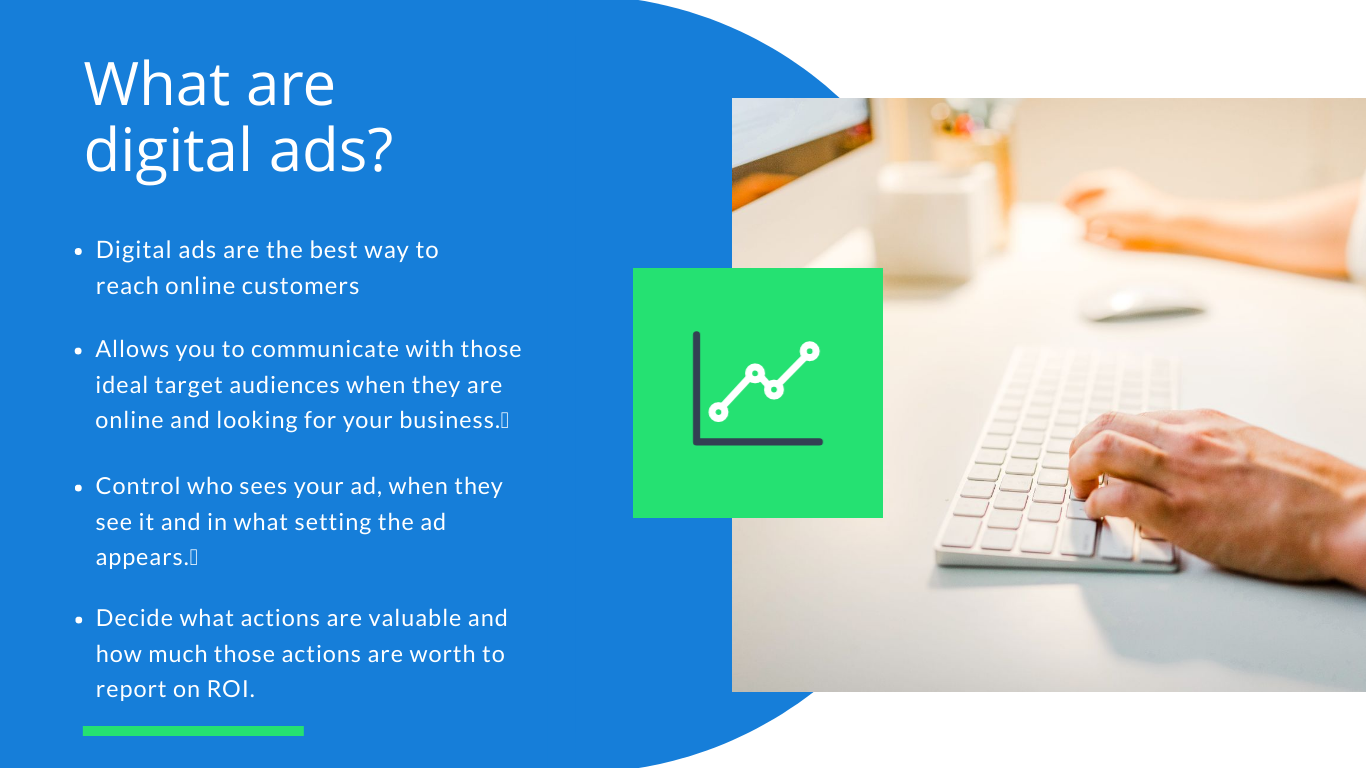 What are
digital ads?
• Digital ads are the best way to
reach online customers
• Allows you to communicate with those
ideal target audiences when they are
online and looking for your business.
• Control who sees your ad, when they
see it and in what setting the ad
appears.
• Decide what actions are valuable and
how much those actions are worth to
report on ROI.